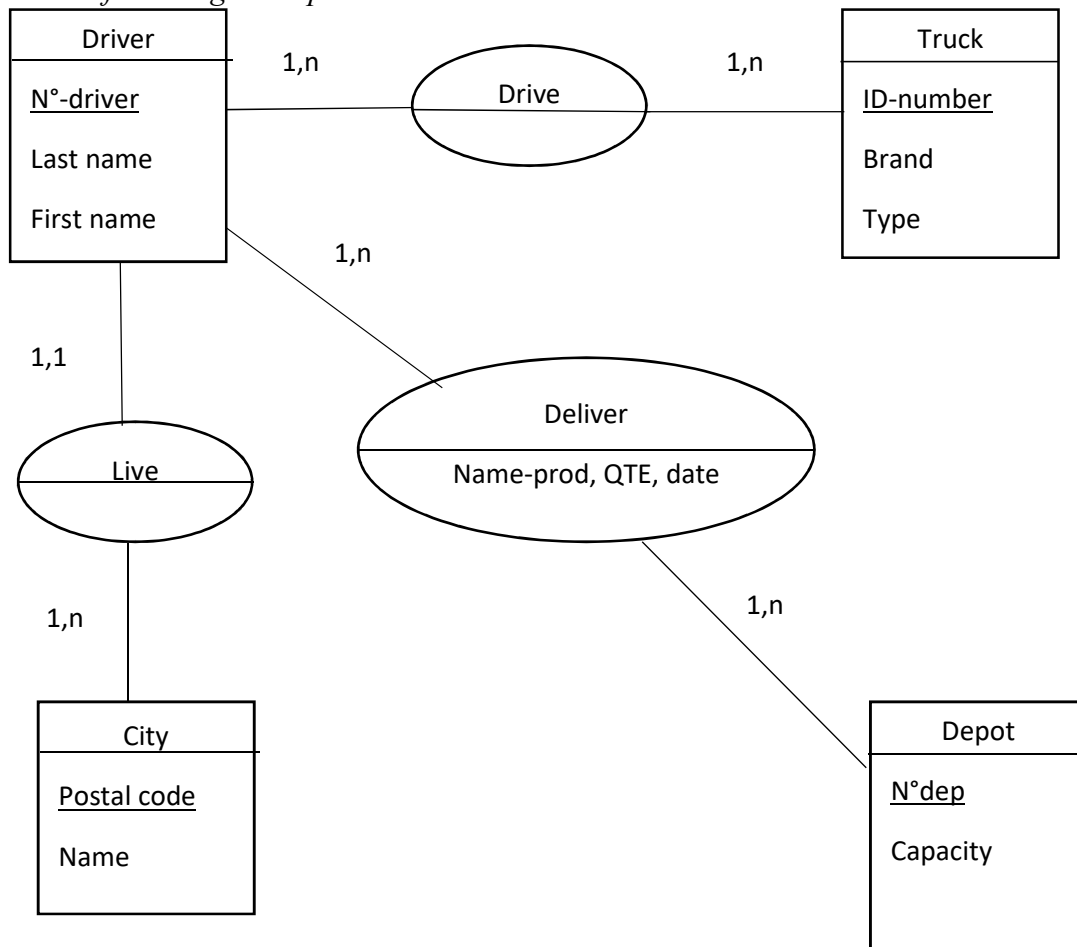 Driver
N°-driver
Last name
First name
1,n
Drive
1,n
Truck
ID-number
Brand
Type
1,n
1,1
Deliver
Name-prod, QTE, date
Live
1,n
1,n
City
Postal code
Name
Depot
N°dep
Capacity